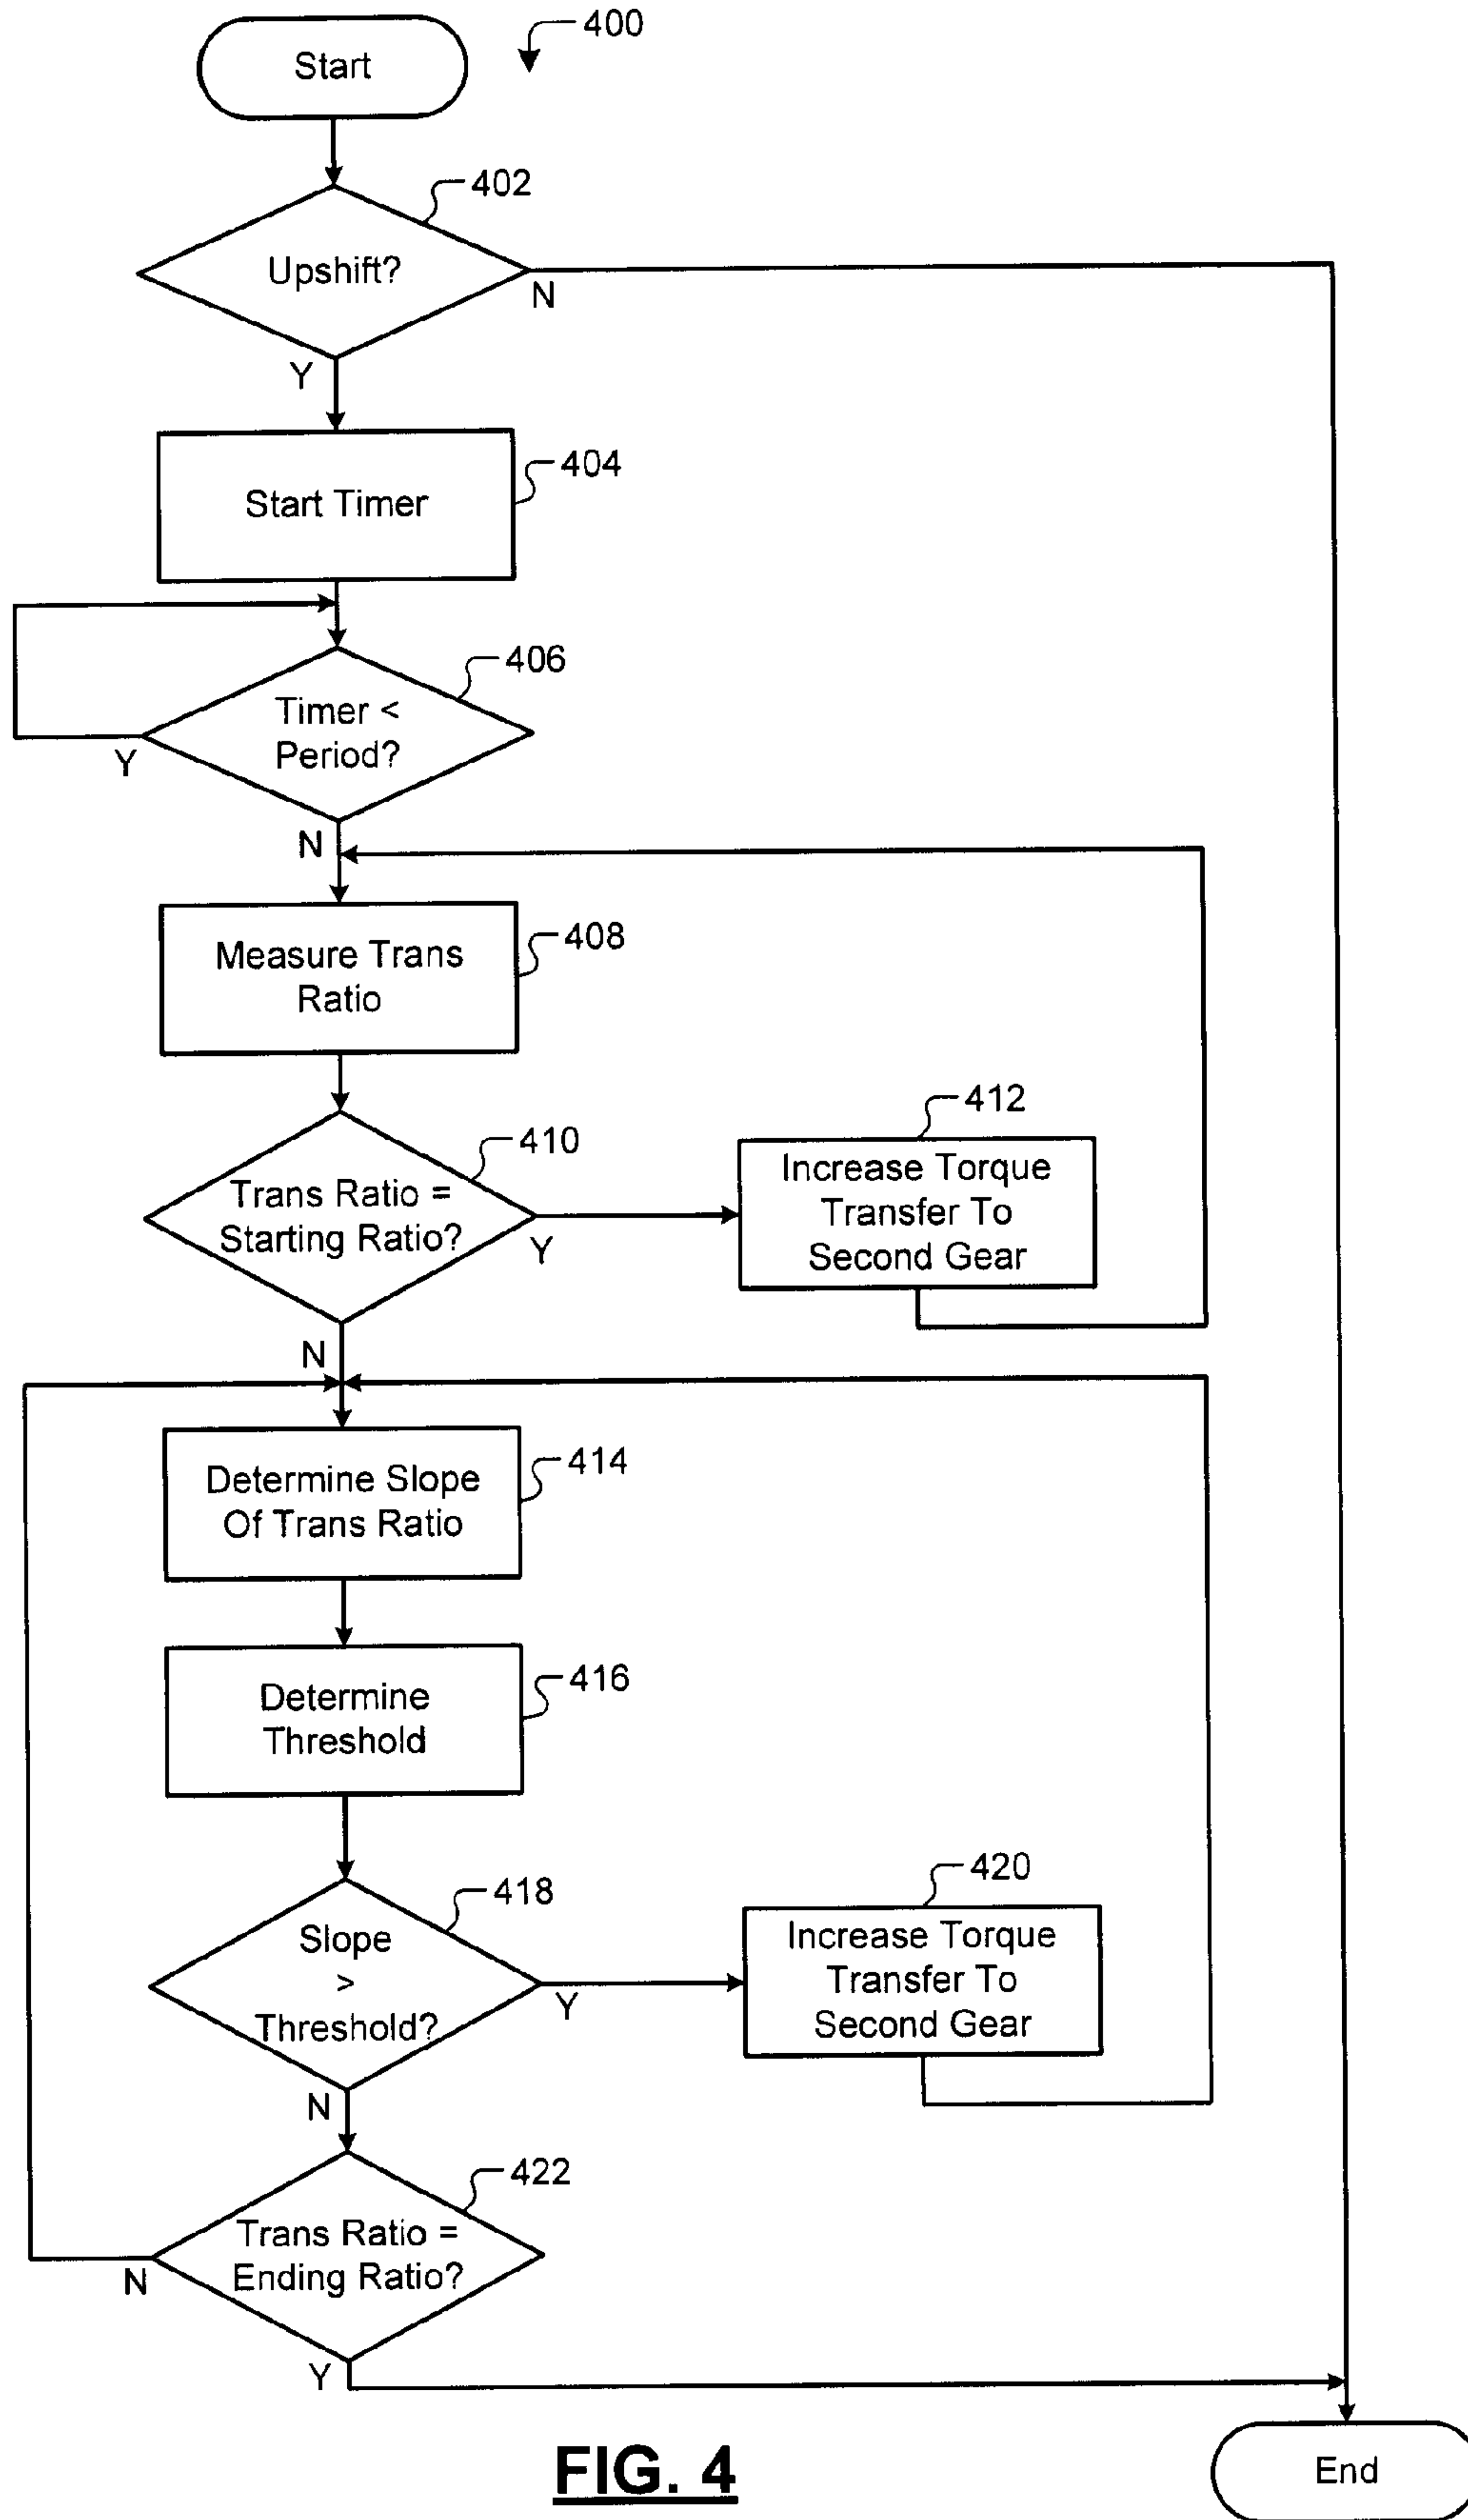 400
Start
402
Upshift?
N
Y
404
Start Timer
406
Timer <
Period?
Y
N
408
Measure Trans
Ratio
410
Trans Ratio =
Starting Ratio?
Y
412
Increase Torque
Transfer To
Second Gear
N
414
Determine Slope
Of Trans Ratio
416
Determine
Threshold
418
Slope
>
Threshold?
Y
420
Increase Torque
Transfer To
Second Gear
N
422
Trans Ratio =
Ending Ratio?
N
Y
End
FIG. 4